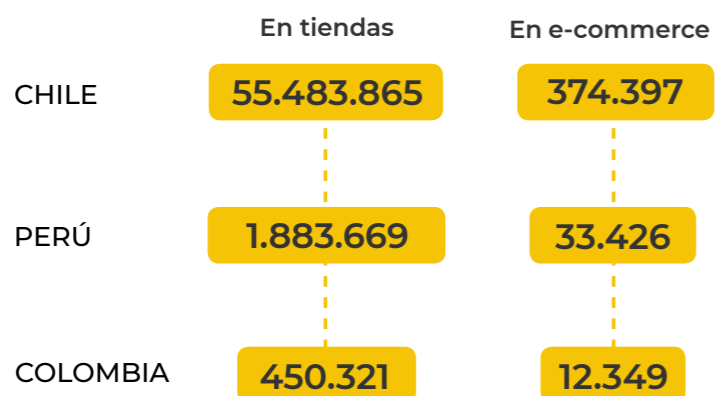 En tiendas En e-commerce
CHILE 55.483.865 374.397
PERÚ 1.883.669 33.426
COLOMBIA 450.321 12.349